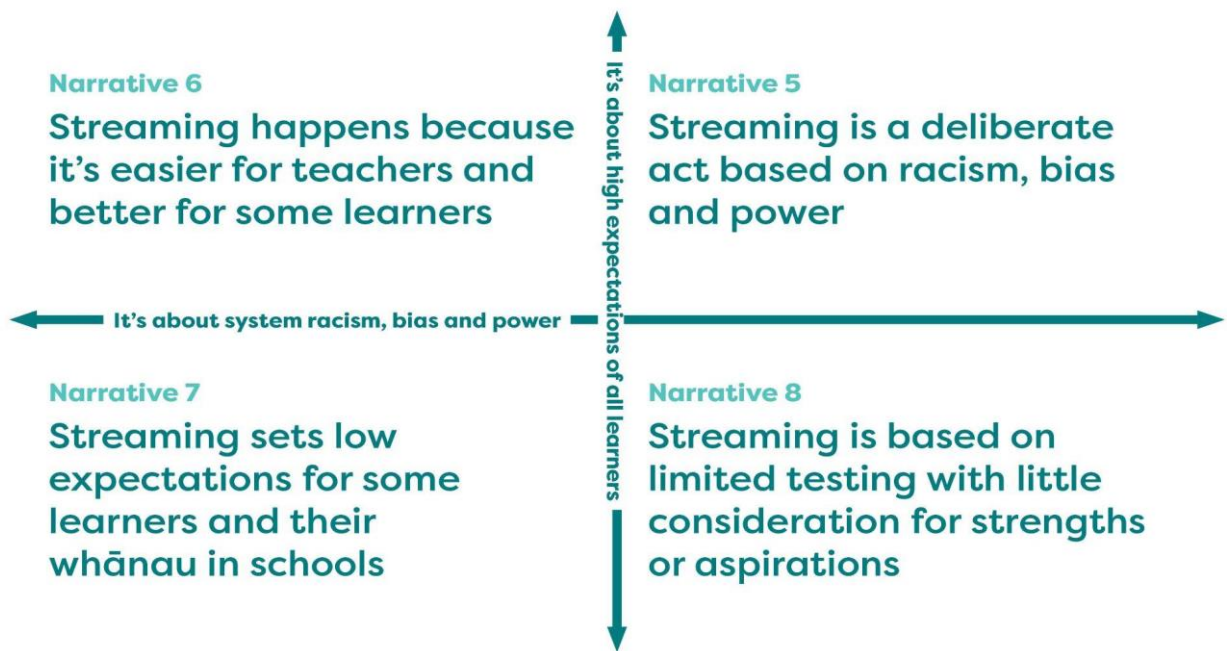 Narrative 6
Streaming happens because
it’s easier for teachers and
better for some learners
Narrative 5
Streaming is a deliberate
act based on racism, bias
and power
It’s about system racism, bias and power
It’s about high expectations of all learners
Narrative 7
Streaming sets low
expectations for some
learners and their
whānau in schools
Narrative 8
Streaming is based on
limited testing with little
consideration for strengths
or aspirations